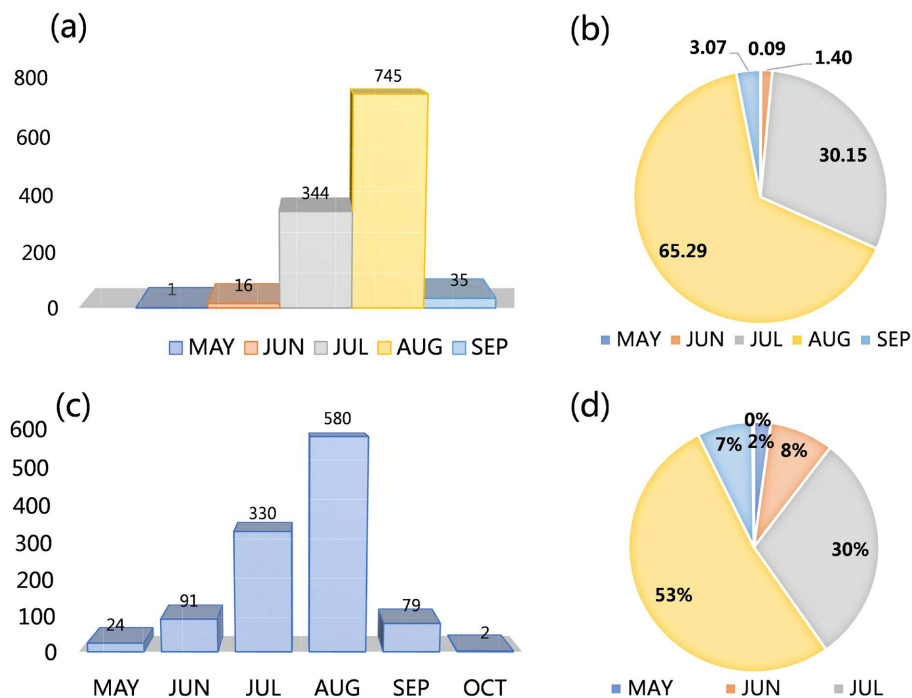 (a)
800
600
400
200
0
1
16
344
745
35
MAY JUN JUL AUG SEP
(b)
3.07 0.09 1.40
30.15
65.29
MAY JUN JUL AUG SEP
(c)
600
500
400
300
200
100
0
24
91
330
580
79
2
MAY JUN JUL AUG SEP OCT
(d)
0%
7% 2% 8%
30%
53%
MAY JUN JUL